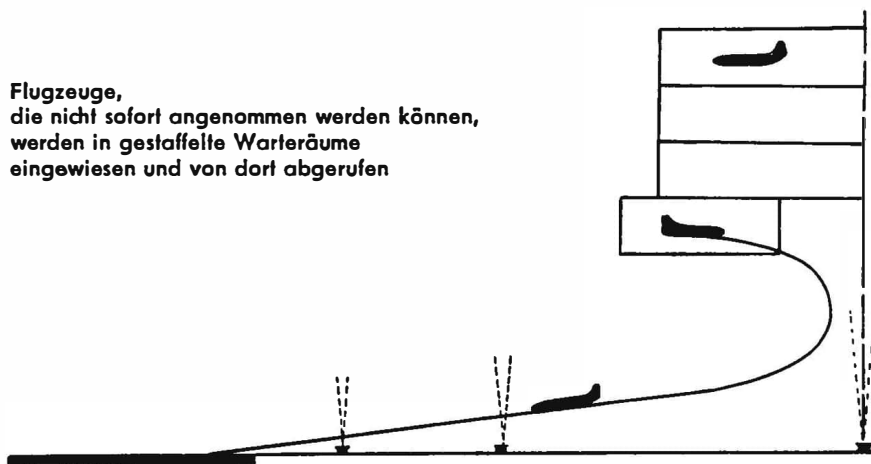 Flugzeuge,
die nicht sofort angenommen werden können,
werden in gestaffelte Warteräume
eingewiesen und von dort abgerufen